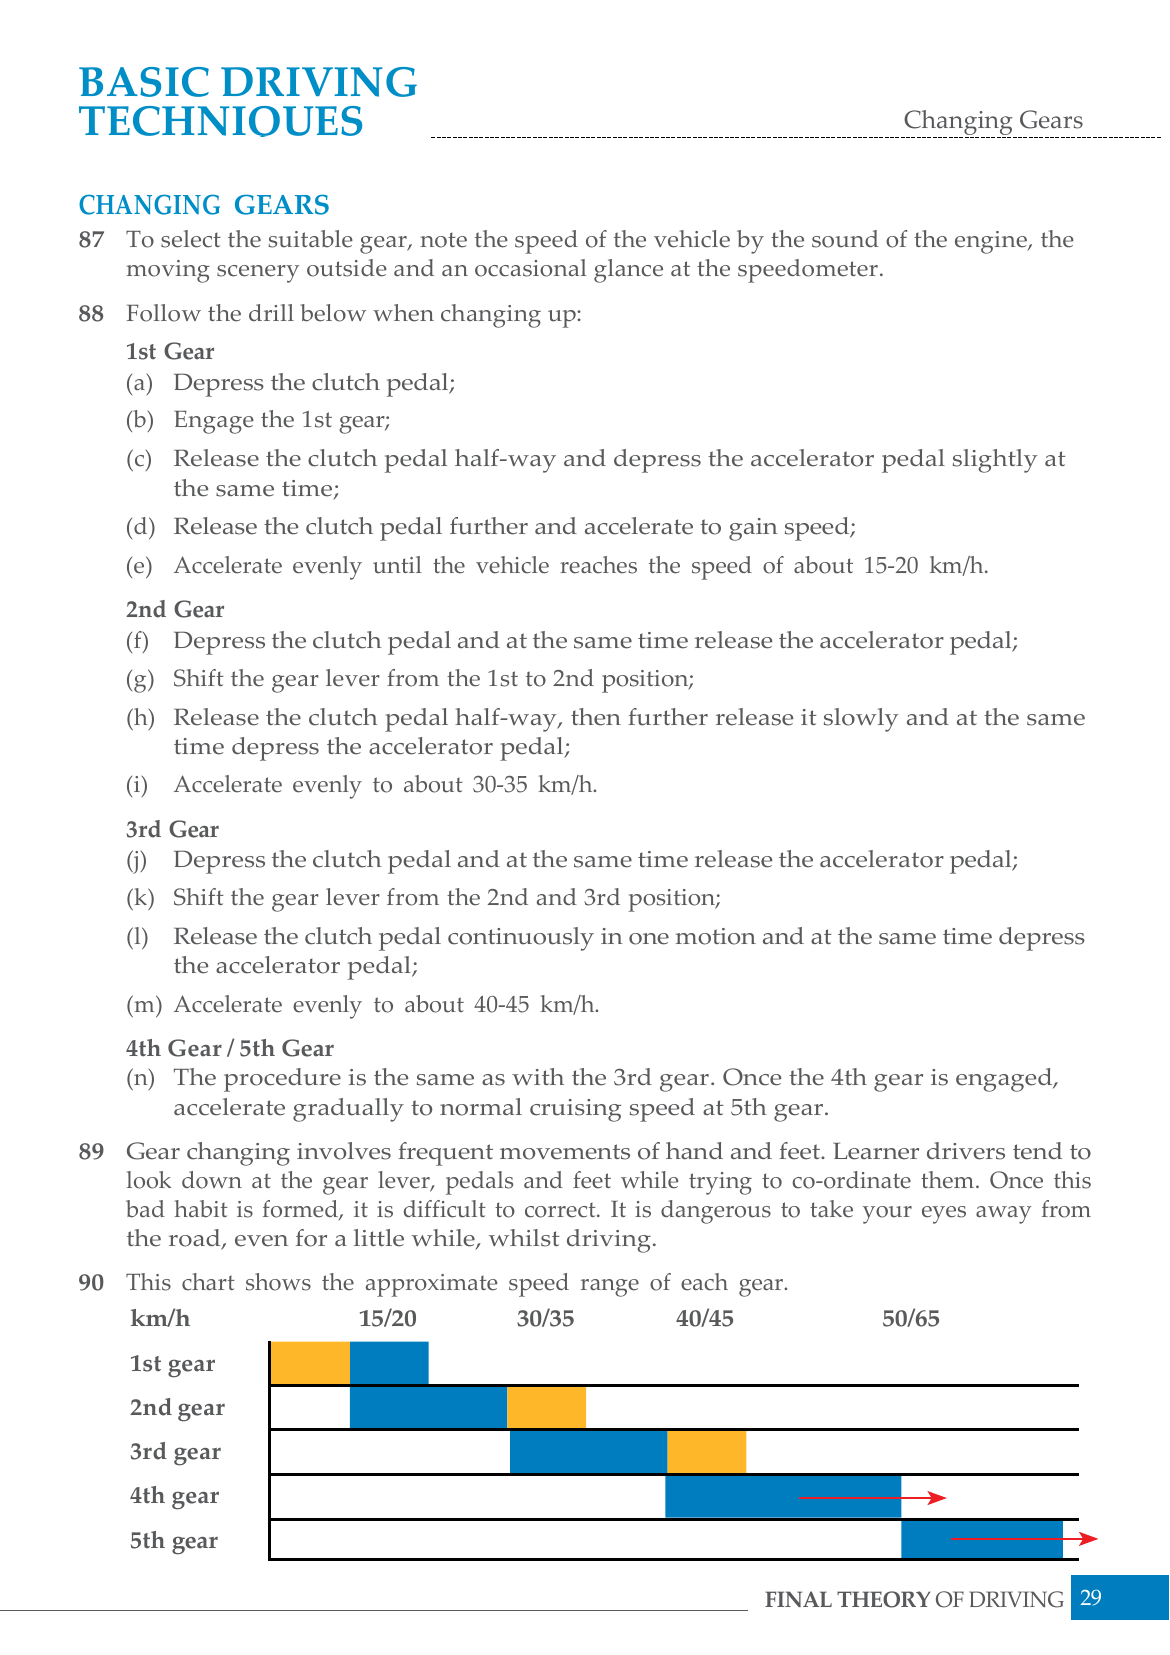 BASIC DRIVING
TECHNIQUES
Changing Gears
CHANGING GEARS
87 To select the suitable gear, note the speed of the vehicle by the sound of the engine, the
moving scenery outside and an occasional glance at the speedometer.
88 Follow the drill below when changing up:
1st Gear
(a) Depress the clutch pedal;
(b) Engage the 1st gear;
(c) Release the clutch pedal half-way and depress the accelerator pedal slightly at
the same time;
(d) Release the clutch pedal further and accelerate to gain speed;
(e) Accelerate evenly until the vehicle reaches the speed of about 15-20 km/h.
2nd Gear
(f) Depress the clutch pedal and at the same time release the accelerator pedal;
(g) Shift the gear lever from the 1st to 2nd position;
(h) Release the clutch pedal half-way, then further release it slowly and at the same
time depress the accelerator pedal;
(i) Accelerate evenly to about 30-35 km/h.
3rd Gear
(j) Depress the clutch pedal and at the same time release the accelerator pedal;
(k) Shift the gear lever from the 2nd and 3rd position;
(l) Release the clutch pedal continuously in one motion and at the same time depress
the accelerator pedal;
(m) Accelerate evenly to about 40-45 km/h.
4th Gear / 5th Gear
(n) The procedure is the same as with the 3rd gear. Once the 4th gear is engaged,
accelerate gradually to normal cruising speed at 5th gear.
89 Gear changing involves frequent movements of hand and feet. Learner drivers tend to
look down at the gear lever, pedals and feet while trying to co-ordinate them. Once this
bad habit is formed, it is difficult to correct. It is dangerous to take your eyes away from
the road, even for a little while, whilst driving.
90 This chart shows the approximate speed range of each gear.
km/h 15/20 30/35 40/45 50/65
1st gear
2nd gear
3rd gear
4th gear
5th gear
FINAL THEORY OF DRIVING 29